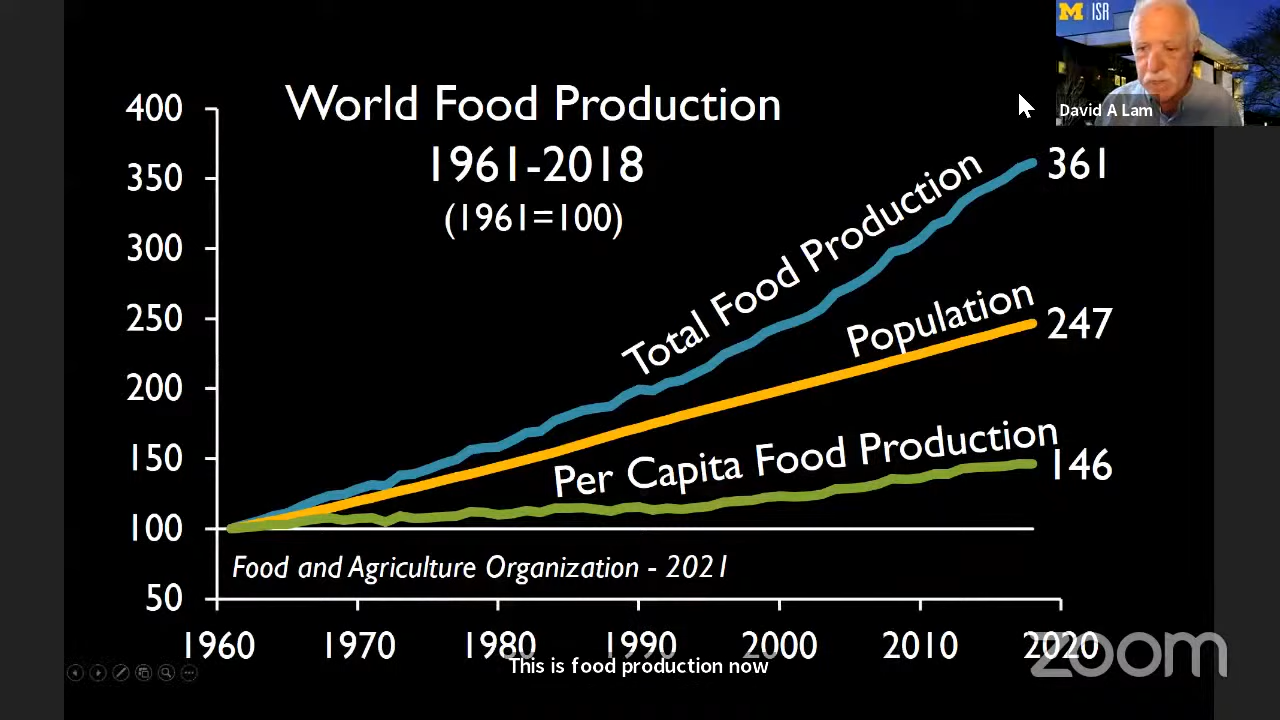 M ISR
David A Lam
World Food Production
1961-2018
(1961=100)
400
350
300
250
200
150
100
50
Total Food Production
361
Population
247
Per Capita Food Production
146
Food and Agriculture Organization - 2021
1960 1970 1980 1990 2000 2010 2020
This is food production now
zoom